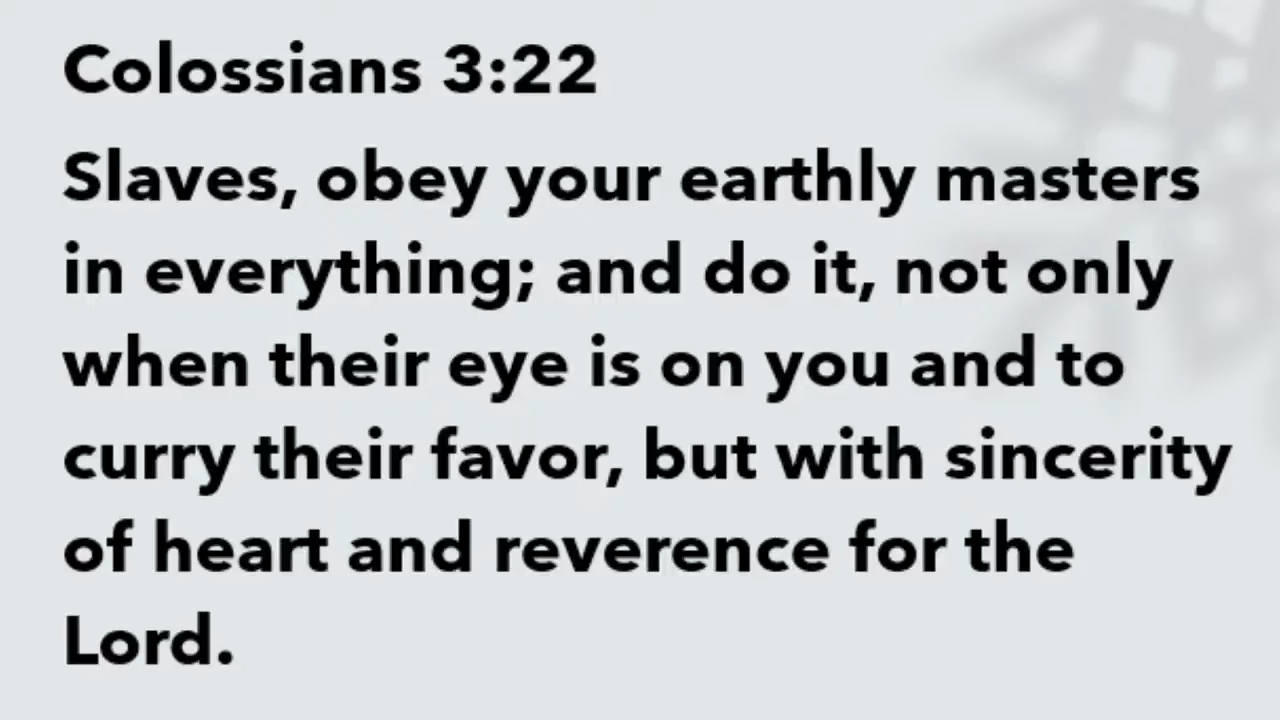 Colossians 3:22
Slaves, obey your earthly masters
in everything; and do it, not only
when their eye is on you and to
curry their favor, but with sincerity
of heart and reverence for the
Lord.